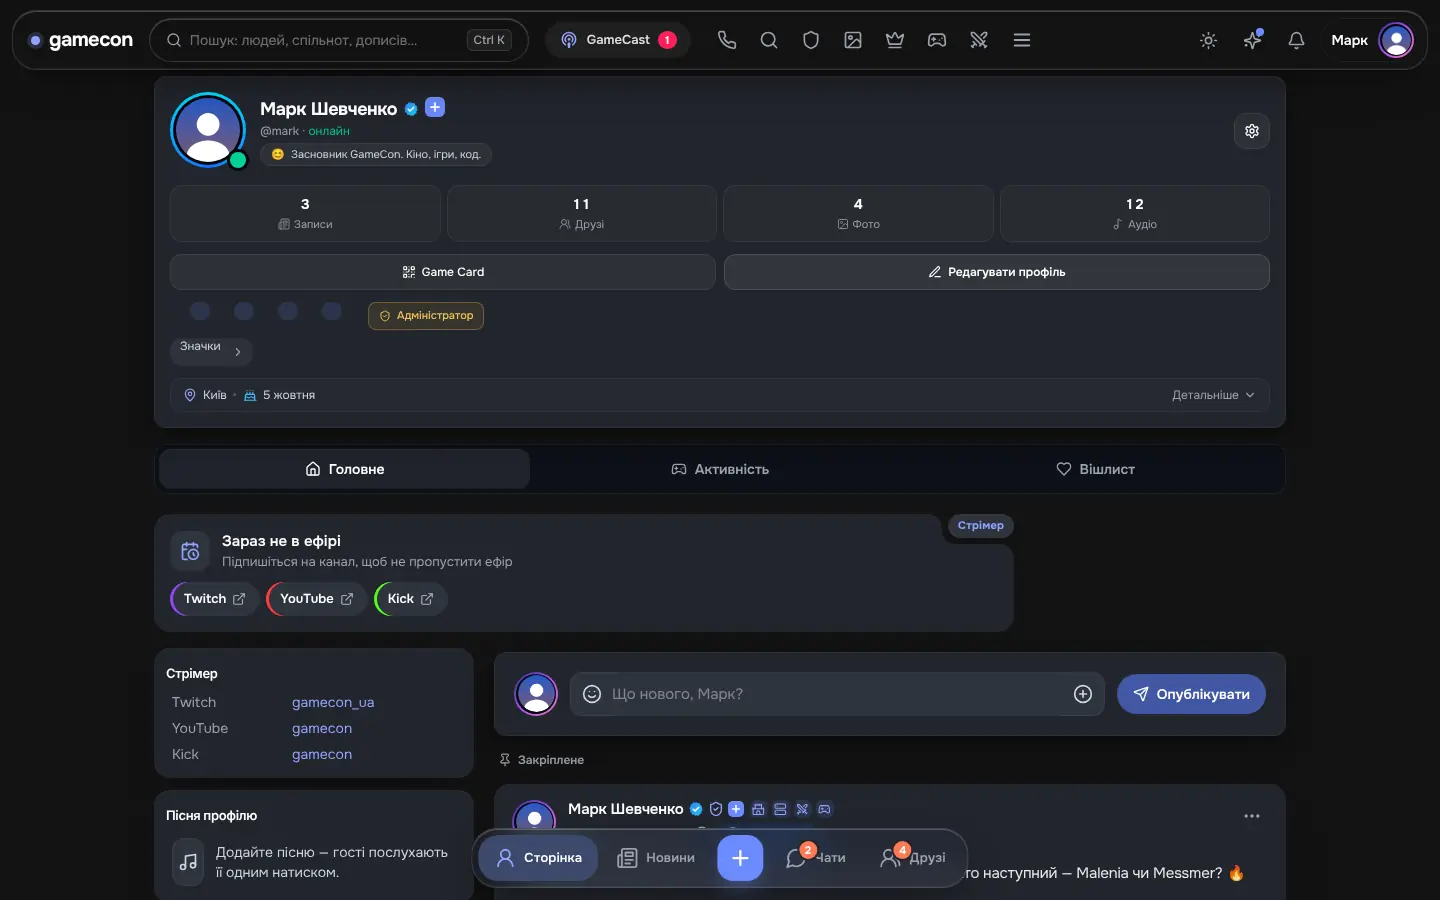 gamecon
Пошук: людей, спільнот, дописів...
Ctrl K
GameCast 1
Марк
Марк Шевченко
@mark · онлайн
😊 Засновник GameCon. Кіно, ігри, код.
3
Записи
11
Друзі
4
Фото
12
Аудіо
Game Card
Редагувати профіль
Адміністратор
Значки
Київ • 5 жовтня
Детальніше
Головне
Активність
Вішлист
Стрімер
Зараз не в ефірі
Підпишіться на канал, щоб не пропустити ефір
Twitch
YouTube
Kick
Стрімер
Twitch gamecon_ua
YouTube gamecon
Kick gamecon
Пісня профілю
Додайте пісню — гості послухають
її одним натиском.
Що нового, Марк?
Опублікувати
Закріплене
Марк Шевченко
наступний — Malenia чи Messmer? 🔥
Сторінка
Новини
2
Чати
4
Друзі